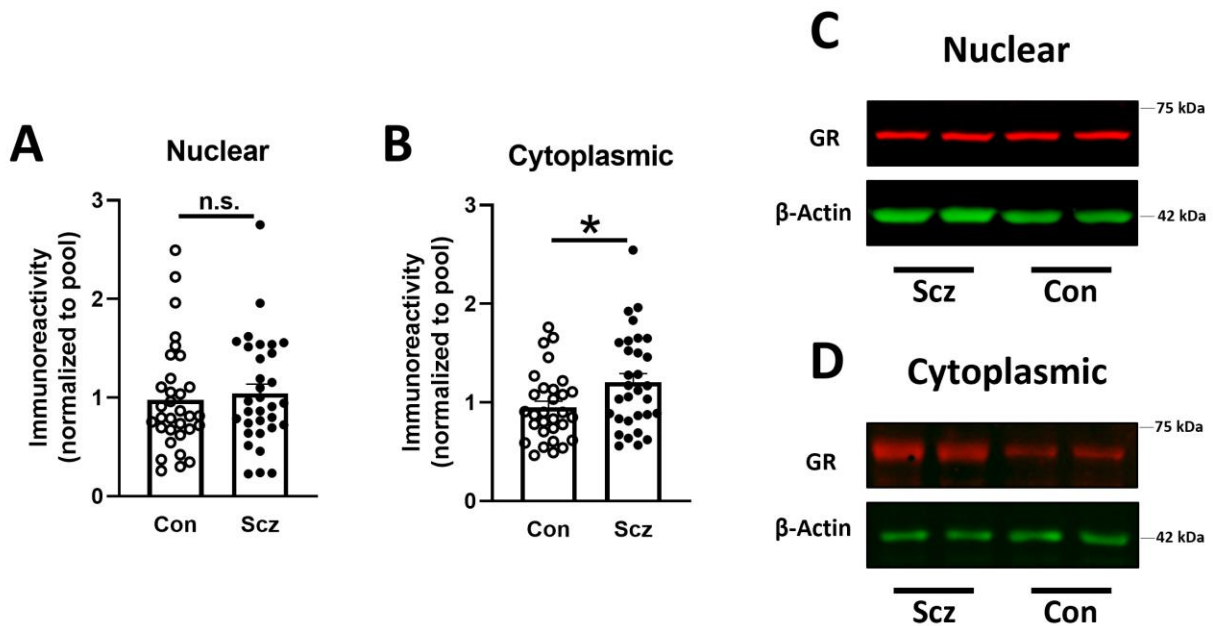 A
Nuclear
n.s.
Immunoreactivity
(normalized to pool)
3
2
1
0
Con
Scz
B
Cytoplasmic
*
Immunoreactivity
(normalized to pool)
3
2
1
0
Con
Scz
C
Nuclear
75 kDa
GR
β-Actin
42 kDa
Scz
Con
D
Cytoplasmic
75 kDa
GR
β-Actin
42 kDa
Scz
Con